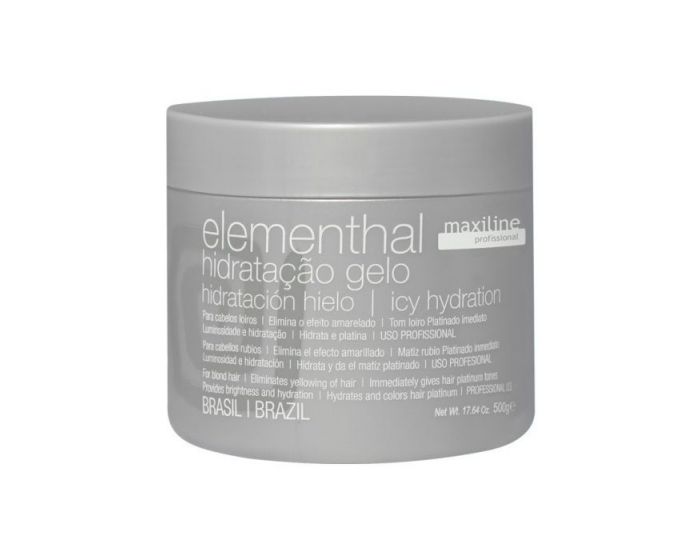 elementhal
maxiline
profissional
hidratação gelo
hidratación hielo | icy hydration
Para cabelos loiros | Elimina o efeito amarelado | Tom loiro Platinado imediato
Luminosidade e hidratação | Hidrata e platina | USO PROFISSIONAL
Para cabellos rubios | Elimina el efecto amarillado | Matiz rubio Platinado inmediato
Luminosidad e hidratación | Hidrata y da el matiz platinado | USO PROFESIONAL
For blond hair | Eliminates yellowing of hair | Immediately gives hair platinum tones
Provides brightness and hydration | Hydrates and colors hair platinum | PROFESSIONAL
BRASIL | BRAZIL
Net Wt. 17.64 Oz. 500g e